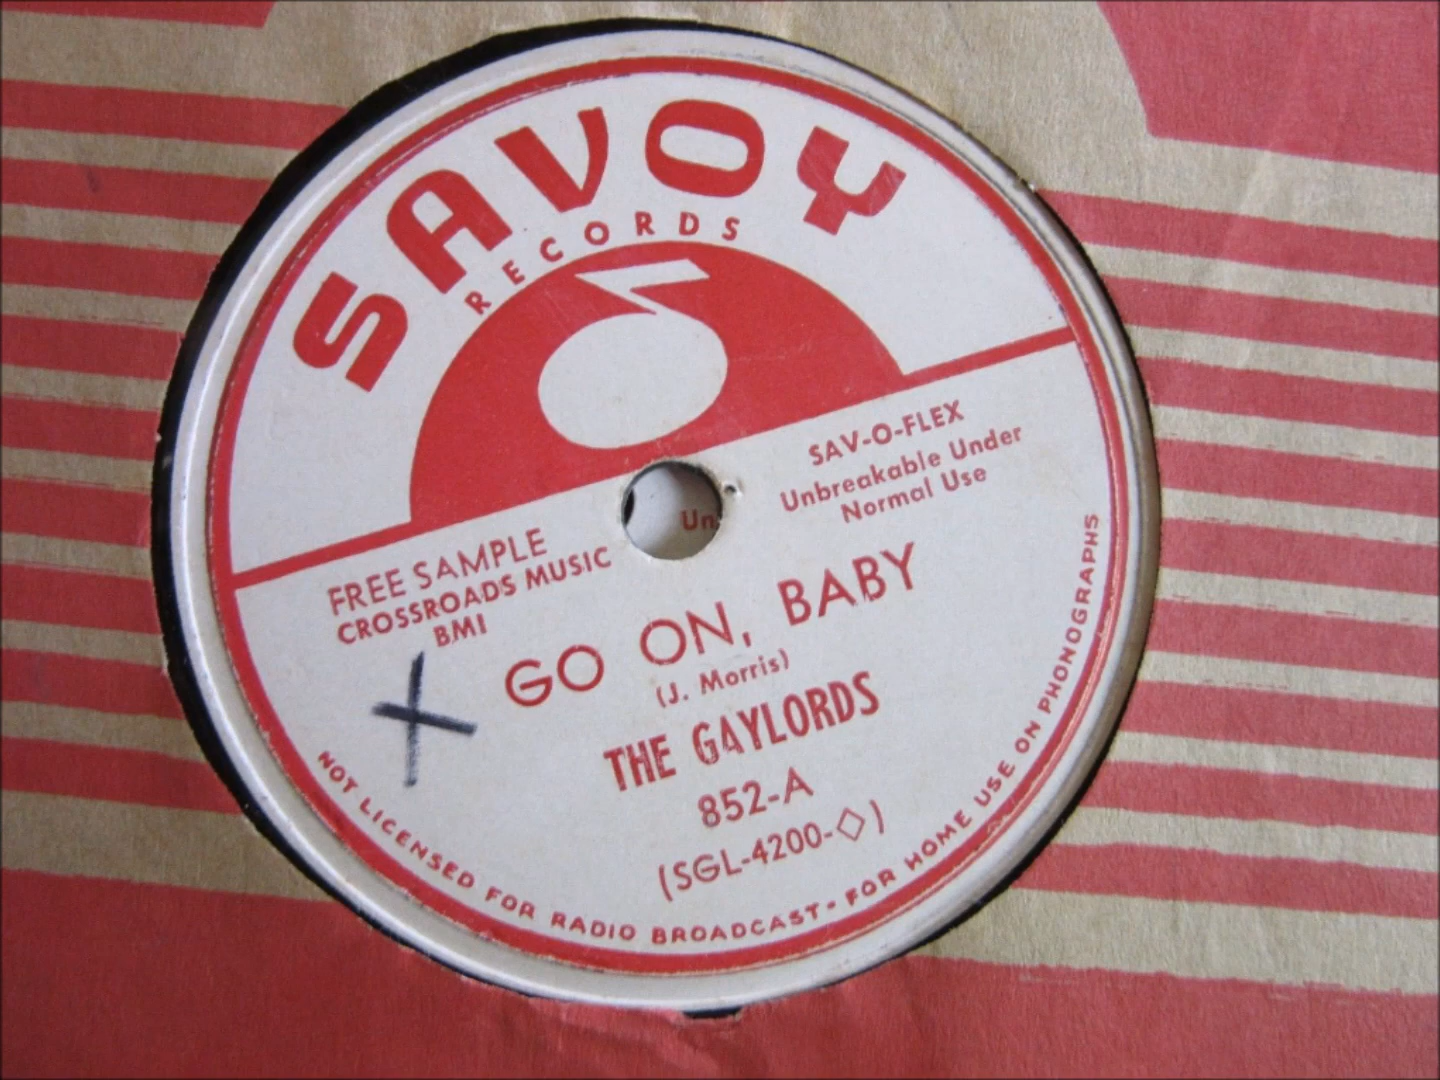 SAVOY
RECORDS
SAV-O-FLEX
Unbreakable Under
Normal Use
FREE SAMPLE
CROSSROADS MUSIC
BMI
Un
GO ON, BABY
(J. Morris)
THE GAYLORDS
852-A
(SGL-4200-◇)
NOT LICENSED FOR RADIO BROADCAST • FOR HOME USE ON PHONOGRAPHS